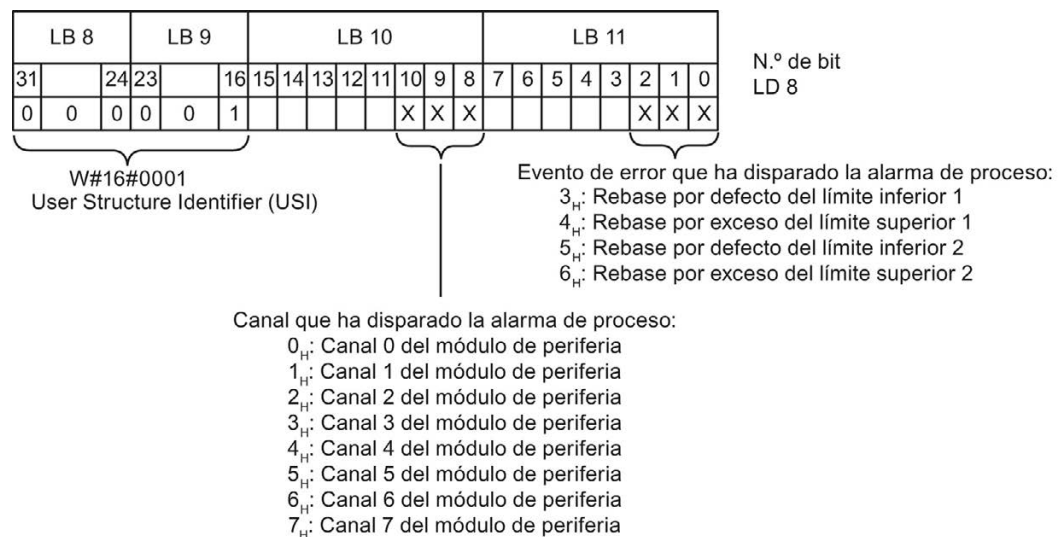 LB 8 LB 9 LB 10 LB 11
N.º de bit
31 24 23 16 15 14 13 12 11 10 9 8 7 6 5 4 3 2 1 0
LD 8
0 0 0 0 0 1 X X X X X X
W#16#0001
User Structure Identifier (USI)
Evento de error que ha disparado la alarma de proceso:
3H: Rebase por defecto del límite inferior 1
4H: Rebase por exceso del límite superior 1
5H: Rebase por defecto del límite inferior 2
6H: Rebase por exceso del límite superior 2
Canal que ha disparado la alarma de proceso:
0H: Canal 0 del módulo de periferia
1H: Canal 1 del módulo de periferia
2H: Canal 2 del módulo de periferia
3H: Canal 3 del módulo de periferia
4H: Canal 4 del módulo de periferia
5H: Canal 5 del módulo de periferia
6H: Canal 6 del módulo de periferia
7H: Canal 7 del módulo de periferia